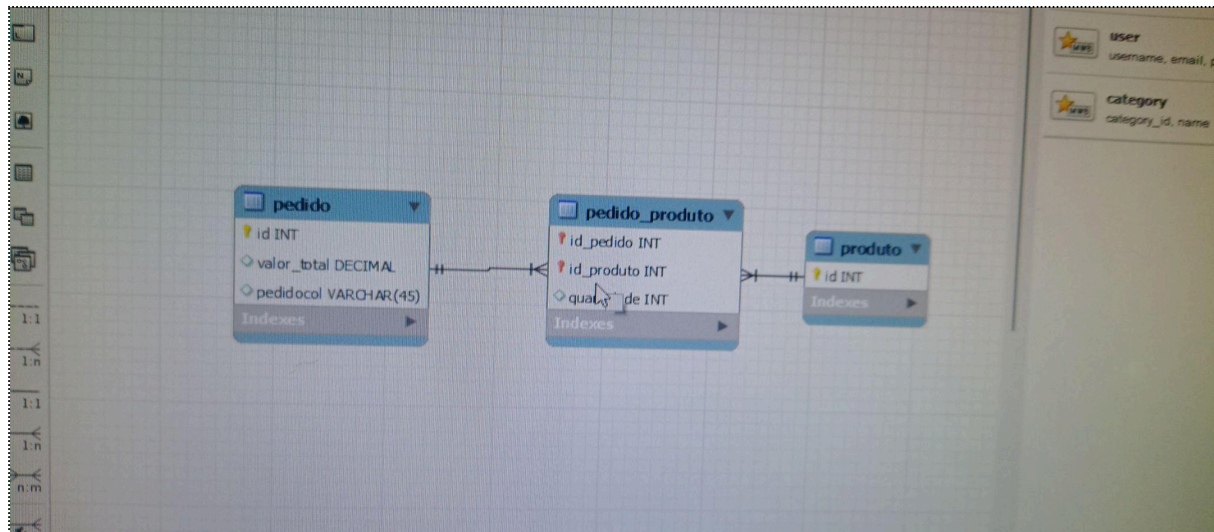 user
username, email, p
category
category_id, name
pedido
id INT
valor_total DECIMAL
pedidocol VARCHAR(45)
Indexes
pedido_produto
id_pedido INT
id_produto INT
INT
Indexes
produto
id INT
Indexes
1:1
1:n
1:1
1:n
n:m